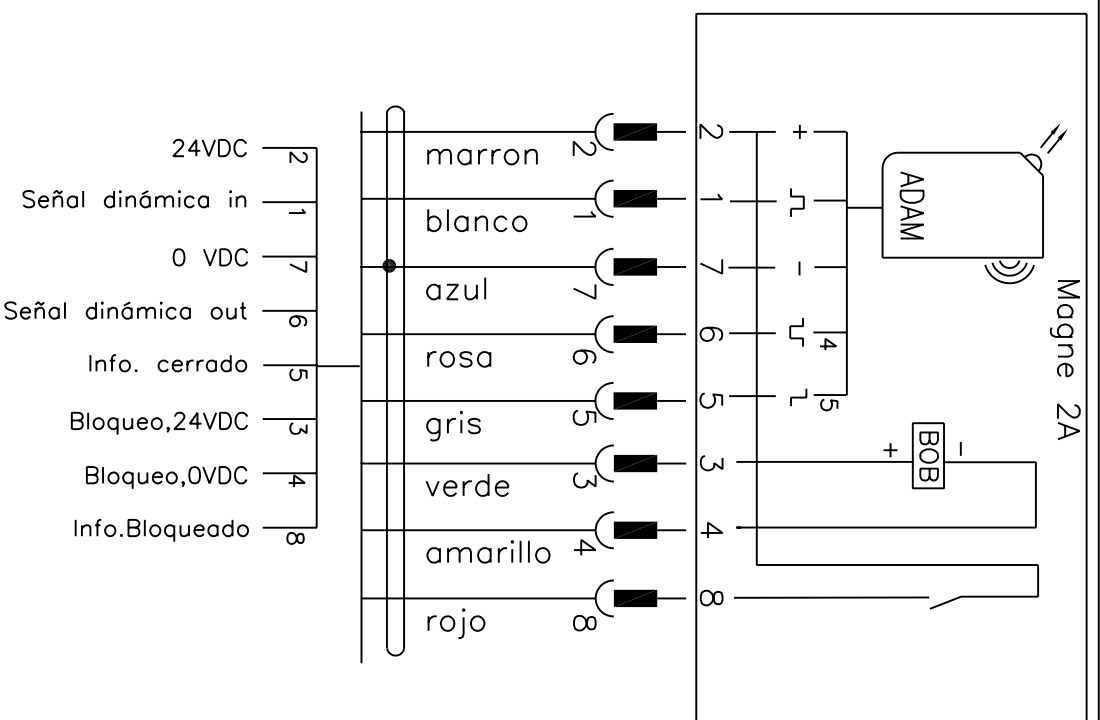 24VDC 2
Señal dinámica in 1
0 VDC 7
Señal dinámica out 6
Info. cerrado 5
Bloqueo,24VDC 3
Bloqueo,0VDC 4
Info.Bloqueado 8
marron 2
blanco 1
azul 7
rosa 6
gris 5
verde 3
amarillo 4
rojo 8
2 +
1
7 -
6 4
5 5
3
4
8
ADAM
+ BOB -
Magne 2A